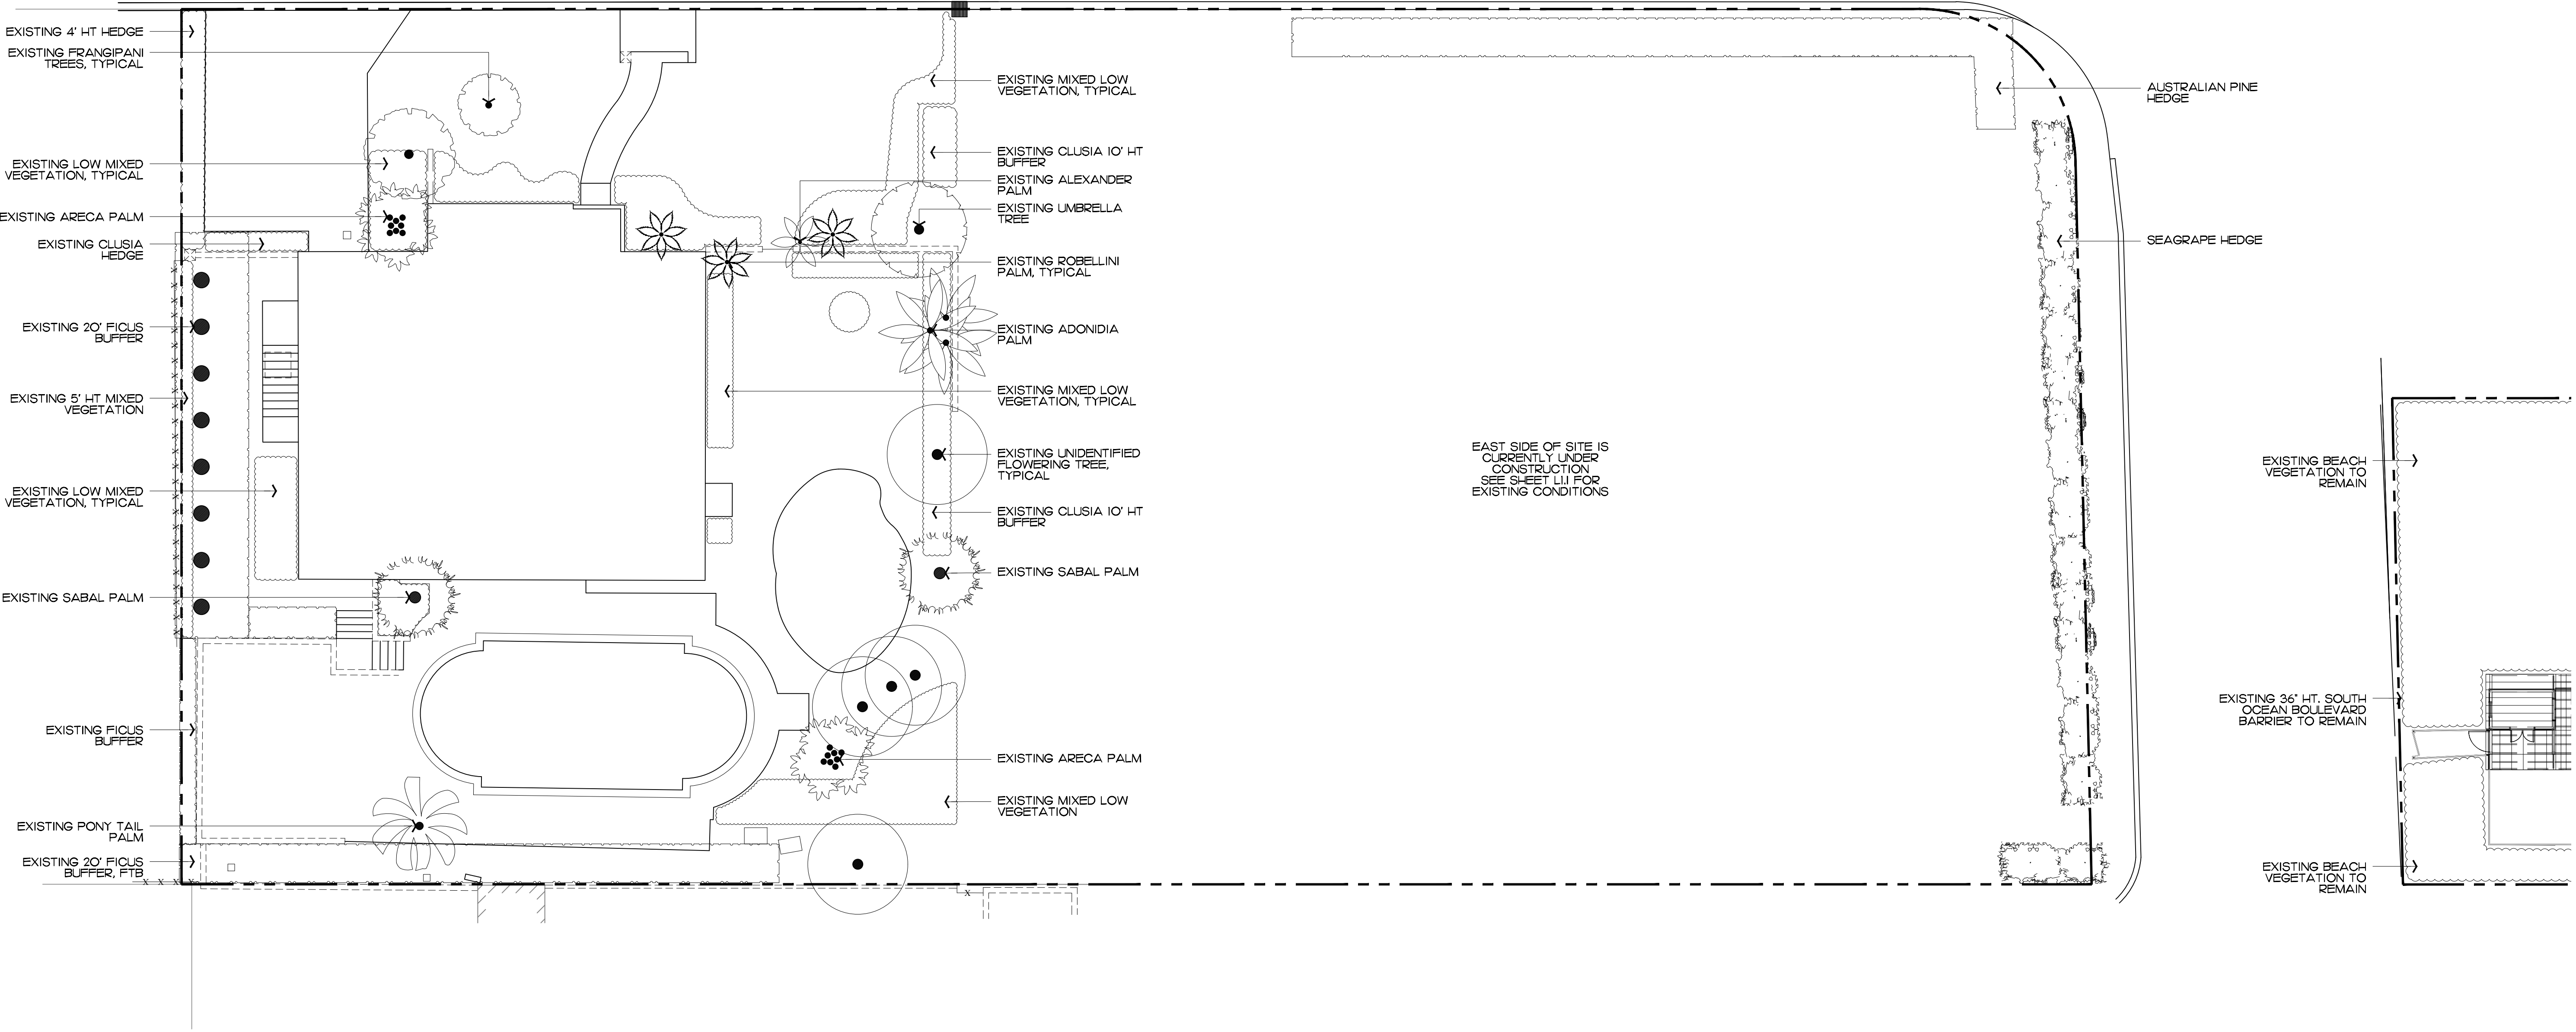 EXISTING 4' HT HEDGE
EXISTING FRANGIPANI
TREES, TYPICAL
EXISTING LOW MIXED
VEGETATION, TYPICAL
EXISTING ARECA PALM
EXISTING CLUSIA
HEDGE
EXISTING 20' FICUS
BUFFER
EXISTING 5' HT MIXED
VEGETATION
EXISTING LOW MIXED
VEGETATION, TYPICAL
EXISTING SABAL PALM
EXISTING FICUS
BUFFER
EXISTING PONY TAIL
PALM
EXISTING 20' FICUS
BUFFER, FTB
EXISTING MIXED LOW
VEGETATION, TYPICAL
EXISTING CLUSIA 10' HT
BUFFER
EXISTING ALEXANDER
PALM
EXISTING UMBRELLA
TREE
EXISTING ROBELLINI
PALM, TYPICAL
EXISTING ADONIDIA
PALM
EXISTING MIXED LOW
VEGETATION, TYPICAL
EXISTING UNIDENTIFIED
FLOWERING TREE,
TYPICAL
EXISTING CLUSIA 10' HT
BUFFER
EXISTING SABAL PALM
EXISTING ARECA PALM
EXISTING MIXED LOW
VEGETATION
EAST SIDE OF SITE IS
CURRENTLY UNDER
CONSTRUCTION
SEE SHEET L1.1 FOR
EXISTING CONDITIONS
AUSTRALIAN PINE
HEDGE
SEAGRAPE HEDGE
EXISTING BEACH
VEGETATION TO
REMAIN
EXISTING 36" HT. SOUTH
OCEAN BOULEVARD
BARRIER TO REMAIN
EXISTING BEACH
VEGETATION TO
REMAIN